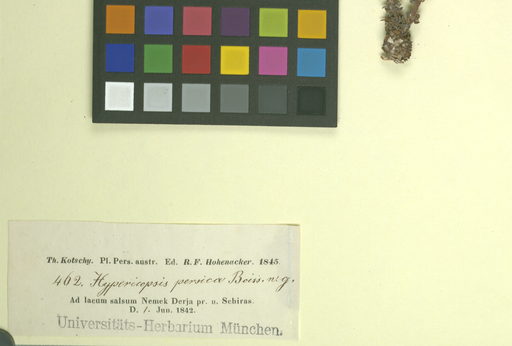 Th. Kotschy. Pl. Pers. austr. Ed. R. F. Hohenacker. 1845.
462. Hypericopsis persica Boiss. n. g.
Ad lacum salsum Nemek Derja pr. u. Schiras.
D. /. Jun. 1842.
Universitäts-Herbarium München.